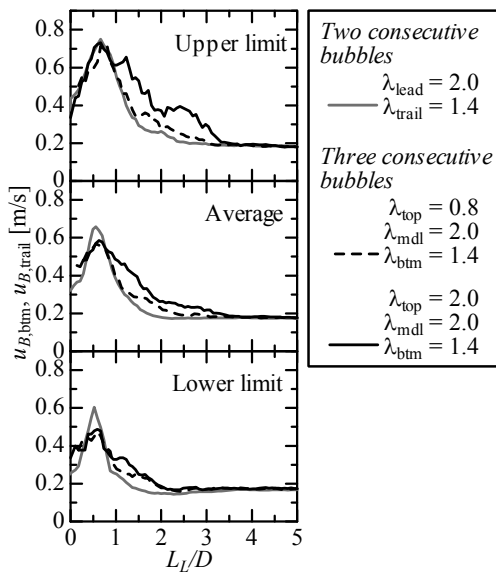 Upper limit
0.8
0.6
0.4
0.2
0
Average
0.8
0.6
0.4
0.2
0
Lower limit
0.8
0.6
0.4
0.2
0
0 1 2 3 4 5
L_L/D
u_B,btm, u_B,trail [m/s]
Two consecutive
bubbles
λ_lead = 2.0
λ_trail = 1.4
Three consecutive
bubbles
λ_top = 0.8
λ_mdl = 2.0
λ_btm = 1.4
λ_top = 2.0
λ_mdl = 2.0
λ_btm = 1.4